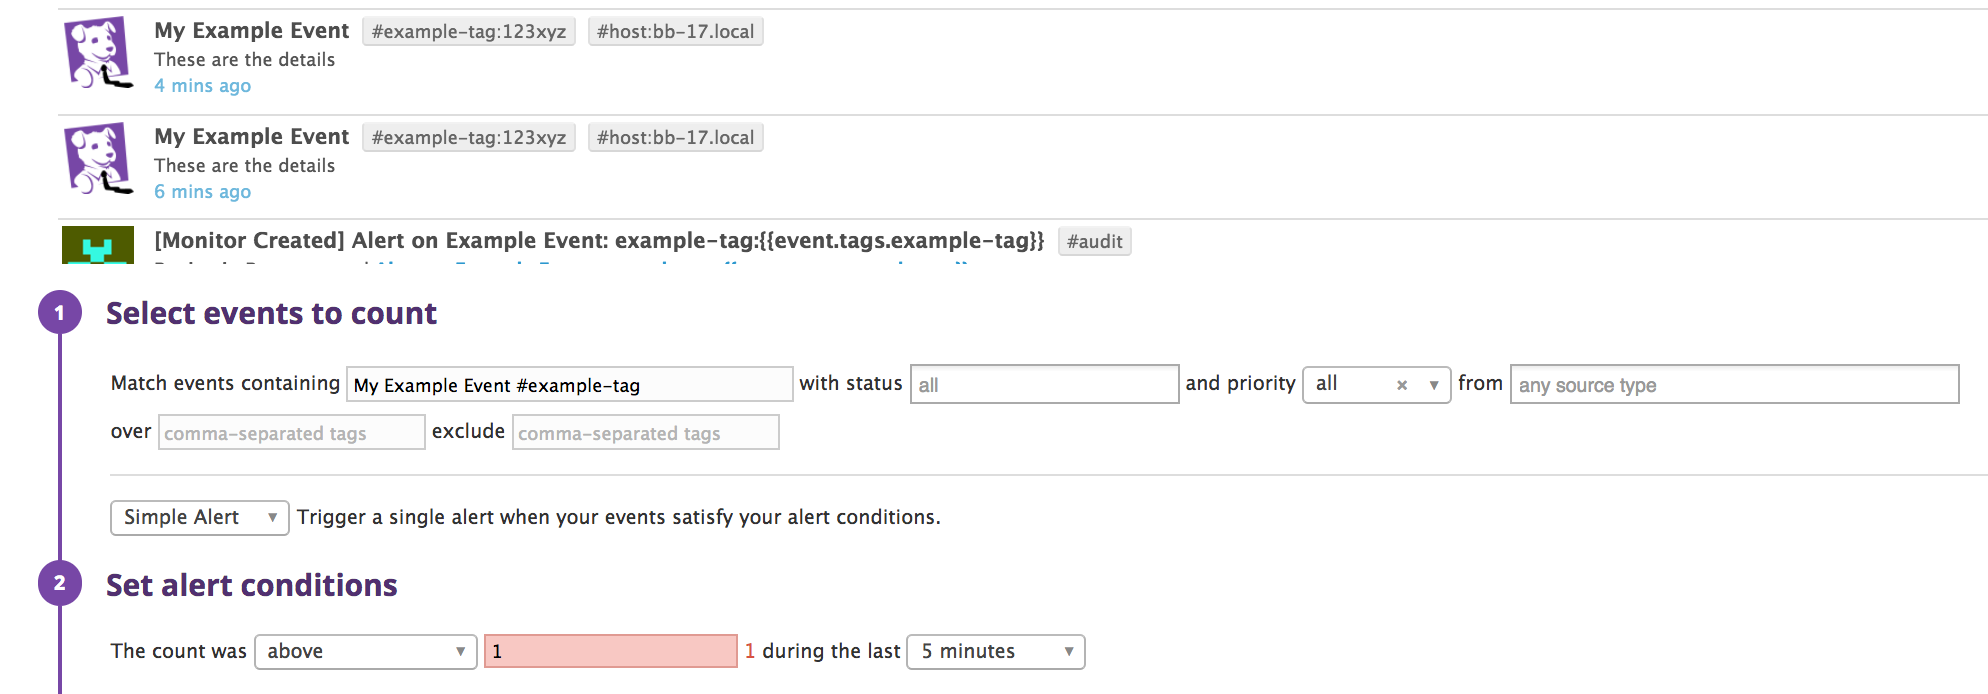 My Example Event #example-tag:123xyz #host:bb-17.local
These are the details
4 mins ago
My Example Event #example-tag:123xyz #host:bb-17.local
These are the details
6 mins ago
[Monitor Created] Alert on Example Event: example-tag:{{event.tags.example-tag}} #audit
1 Select events to count
Match events containing My Example Event #example-tag with status all and priority all × ▼ from any source type
over comma-separated tags exclude comma-separated tags
Simple Alert ▼ Trigger a single alert when your events satisfy your alert conditions.
2 Set alert conditions
The count was above ▼ 1 1 during the last 5 minutes ▼